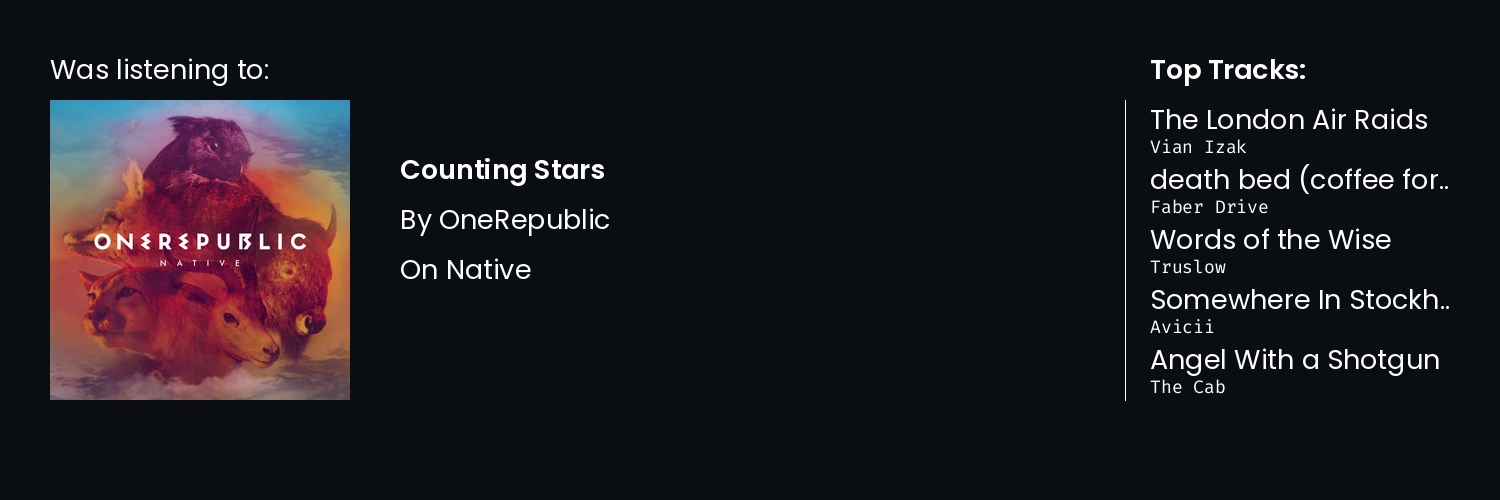 Was listening to:
ONEREPUBLIC
NATIVE
Counting Stars
By OneRepublic
On Native
Top Tracks:
The London Air Raids
Vian Izak
death bed (coffee for..
Faber Drive
Words of the Wise
Truslow
Somewhere In Stockh..
Avicii
Angel With a Shotgun
The Cab